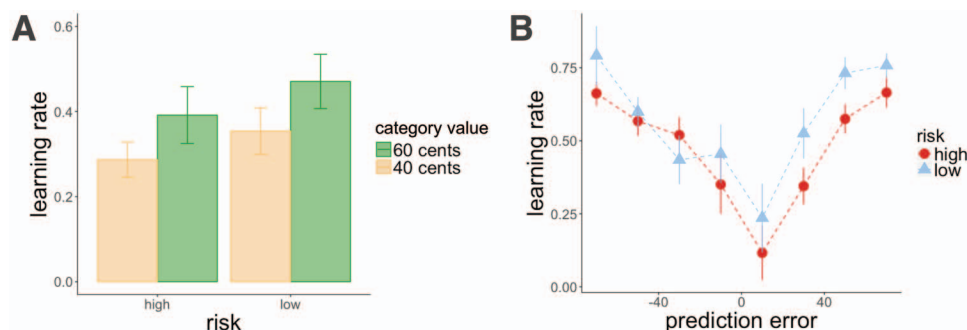 A
learning rate
0.6
0.4
0.2
0.0
high
low
risk
category value
60 cents
40 cents
B
learning rate
0.75
0.50
0.25
0.00
-40
0
40
prediction error
risk
high
low